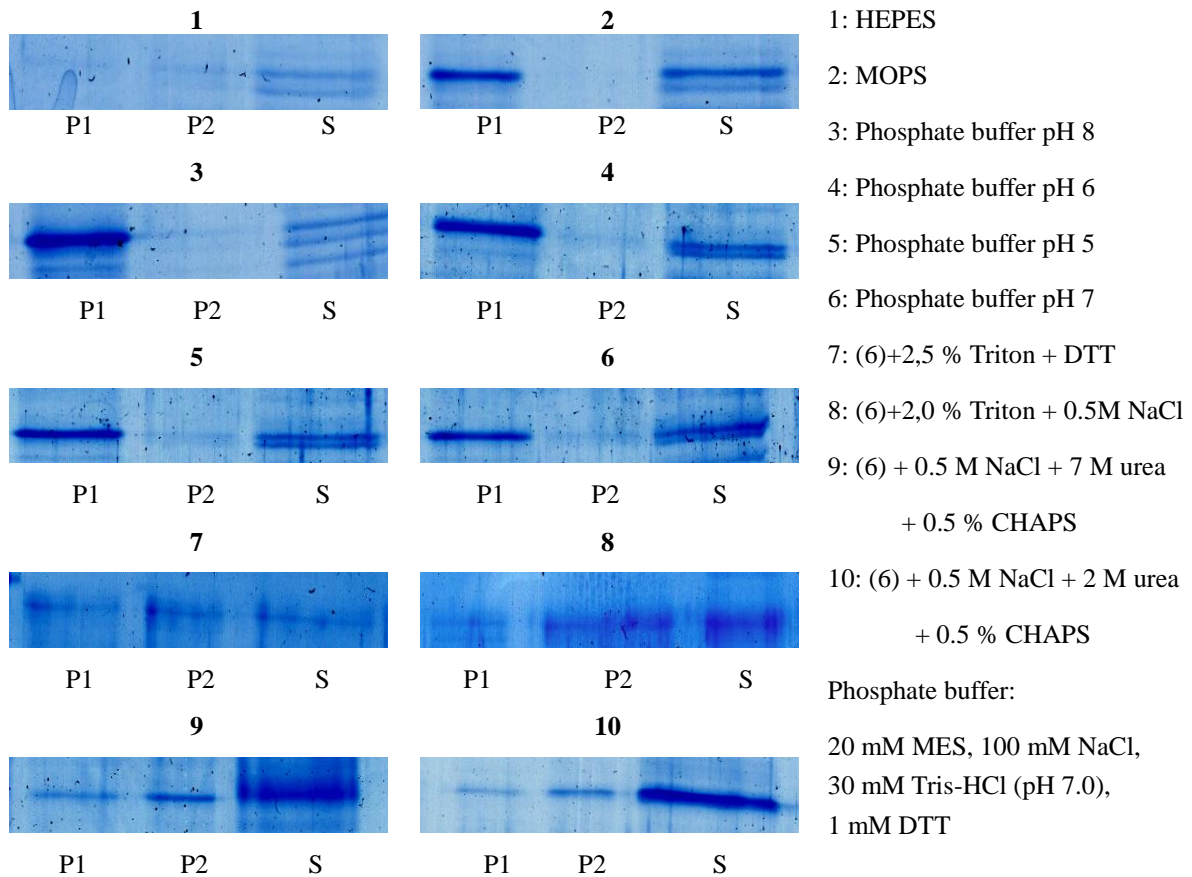 1
2
P1 P2 S
P1 P2 S
3
4
P1 P2 S
P1 P2 S
5
6
P1 P2 S
P1 P2 S
7
8
P1 P2 S
P1 P2 S
9
10
P1 P2 S
P1 P2 S
1: HEPES
2: MOPS
3: Phosphate buffer pH 8
4: Phosphate buffer pH 6
5: Phosphate buffer pH 5
6: Phosphate buffer pH 7
7: (6)+2,5 % Triton + DTT
8: (6)+2,0 % Triton + 0.5M NaCl
9: (6) + 0.5 M NaCl + 7 M urea
+ 0.5 % CHAPS
10: (6) + 0.5 M NaCl + 2 M urea
+ 0.5 % CHAPS
Phosphate buffer:
20 mM MES, 100 mM NaCl,
30 mM Tris-HCl (pH 7.0),
1 mM DTT